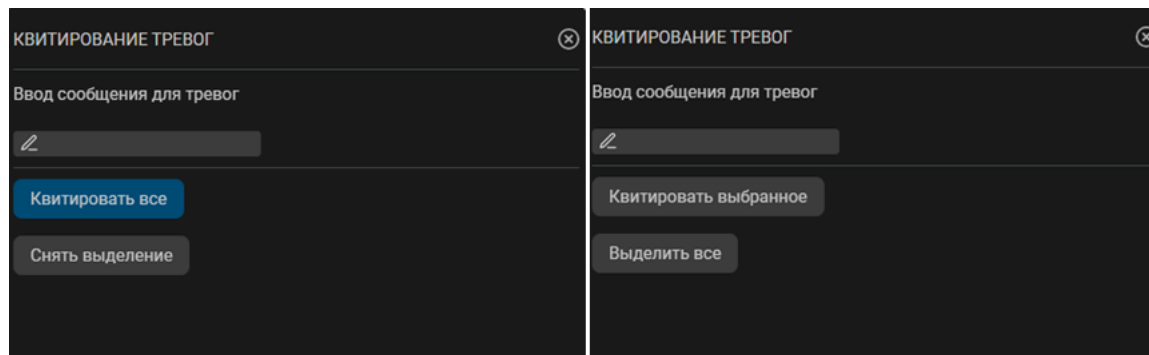 КВИТИРОВАНИЕ ТРЕВОГ
Ввод сообщения для тревог
Квитировать все
Снять выделение
КВИТИРОВАНИЕ ТРЕВОГ
Ввод сообщения для тревог
Квитировать выбранное
Выделить все